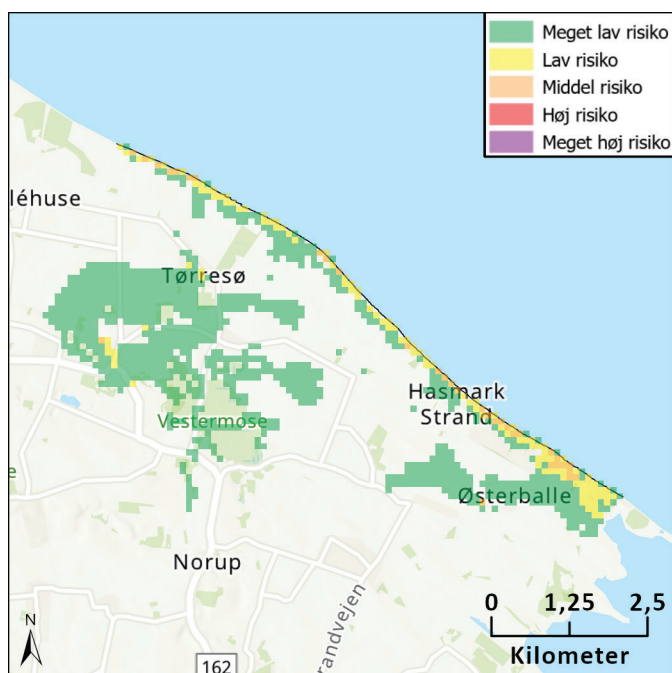 Meget lav risiko
Lav risiko
Middel risiko
Høj risiko
Meget høj risiko
léhuse
Tørresø
Hasmark
Strand
Vestermose
e
Østerballe
Norup
randvejen
162
N
0 1,25 2,5
Kilometer